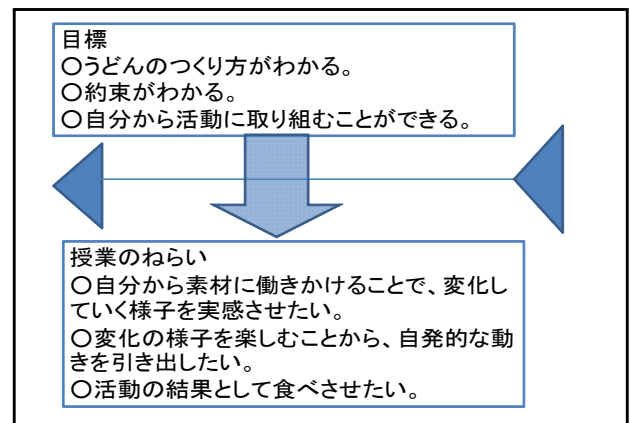 目標
○うどんのつくり方がわかる。
○約束がわかる。
○自分から活動に取り組むことができる。
授業のねらい
○自分から素材に働きかけることで、変化し
ていく様子を実感させたい。
○変化の様子を楽しむことから、自発的な動
きを引き出したい。
○活動の結果として食べさせたい。